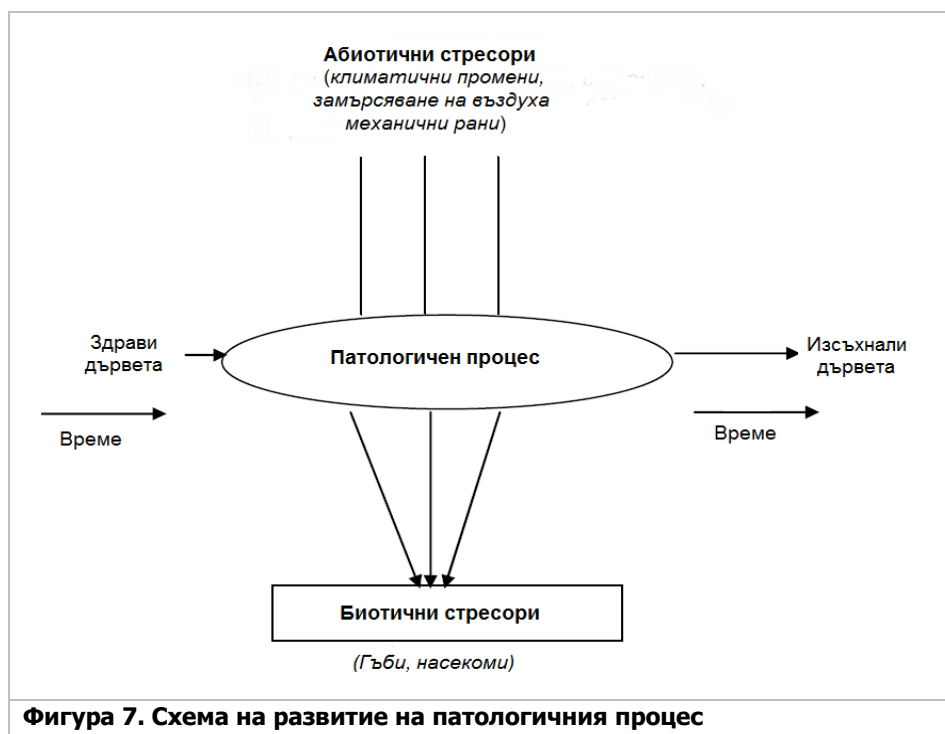 Абиотични стресори
(климатични промени,
замърсяване на въздуха
механични рани)
Здрави
дървета
Патологичен процес
Изсъхнали
дървета
Време
Време
Биотични стресори
(Гъби, насекоми)
Фигура 7. Схема на развитие на патологичния процес